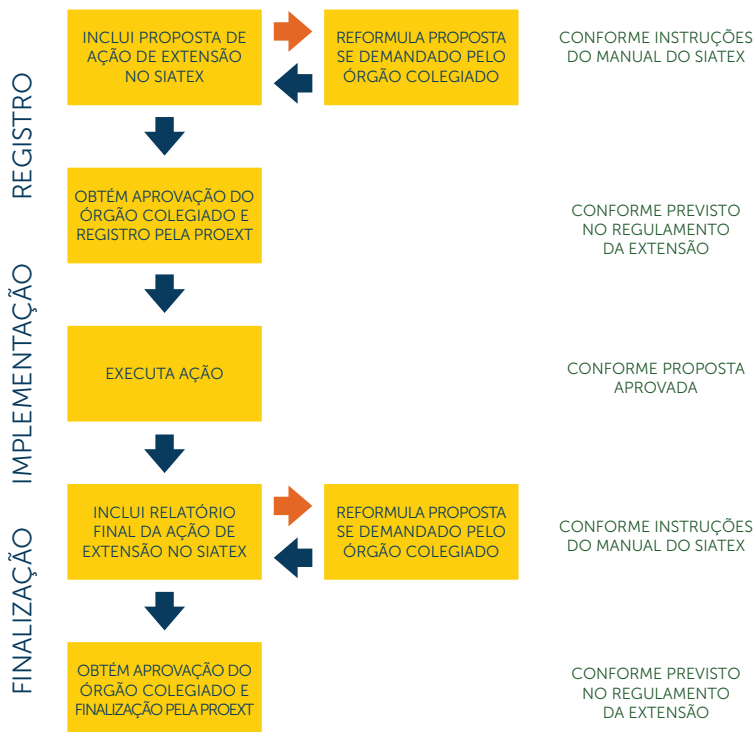 REGISTRO
INCLUI PROPOSTA DE
AÇÃO DE EXTENSÃO
NO SIATEX
REFORMULA PROPOSTA
SE DEMANDADO PELO
ÓRGÃO COLEGIADO
CONFORME INSTRUÇÕES
DO MANUAL DO SIATEX
OBTÉM APROVAÇÃO DO
ÓRGÃO COLEGIADO E
REGISTRO PELA PROEXT
CONFORME PREVISTO
NO REGULAMENTO
DA EXTENSÃO
IMPLEMENTAÇÃO
EXECUTA AÇÃO
CONFORME PROPOSTA
APROVADA
FINALIZAÇÃO
INCLUI RELATÓRIO
FINAL DA AÇÃO DE
EXTENSÃO NO SIATEX
REFORMULA PROPOSTA
SE DEMANDADO PELO
ÓRGÃO COLEGIADO
CONFORME INSTRUÇÕES
DO MANUAL DO SIATEX
OBTÉM APROVAÇÃO DO
ÓRGÃO COLEGIADO E
FINALIZAÇÃO PELA PROEXT
CONFORME PREVISTO
NO REGULAMENTO
DA EXTENSÃO